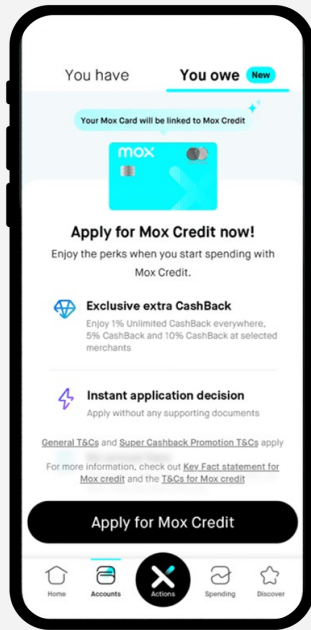 You have
You owe New
Your Mox Card will be linked to Mox Credit
mox
Apply for Mox Credit now!
Enjoy the perks when you start spending with
Mox Credit.
Exclusive extra CashBack
Enjoy 1% Unlimited CashBack everywhere,
5% CashBack and 10% CashBack at selected
merchants
Instant application decision
Apply without any supporting documents
General T&Cs and Super Cashback Promotion T&Cs apply
For more information, check out Key Fact statement for
Mox credit and the T&Cs for Mox credit
Apply for Mox Credit
Home
Accounts
Actions
Spending
Discover